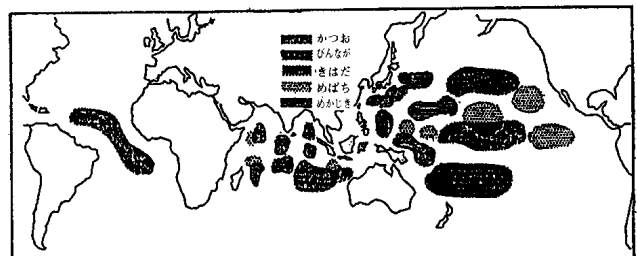 かつお
びんなが
きはだ
めばち
めかじき